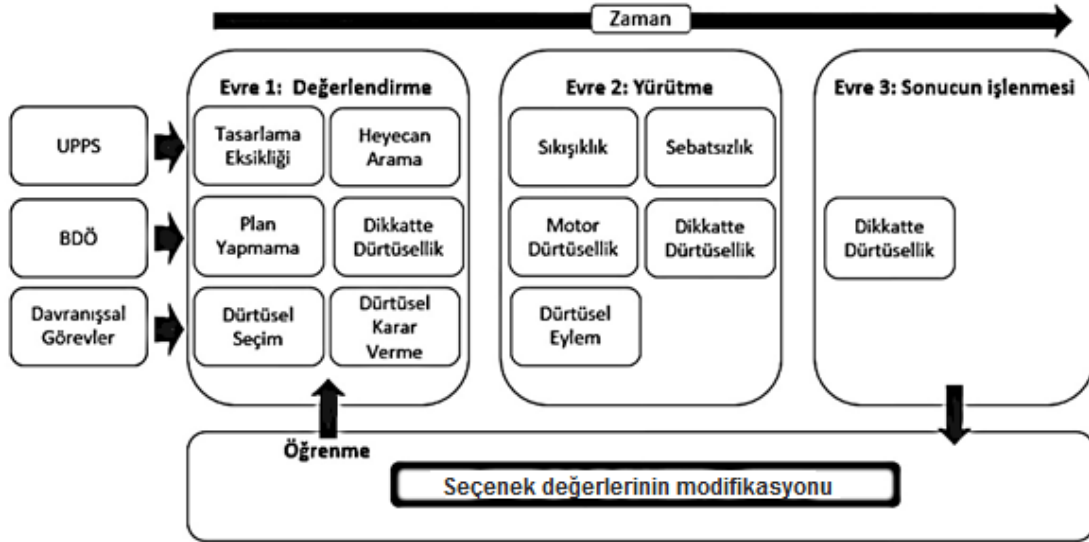 Zaman
Evre 1: Değerlendirme
Evre 2: Yürütme
Evre 3: Sonucun işlenmesi
UPPS
Tasarlama
Eksikliği
Heyecan
Arama
Sıkışıklık
Sebatsızlık
BDÖ
Plan
Yapmama
Dikkatte
Dürtüsellik
Motor
Dürtüsellik
Dikkatte
Dürtüsellik
Dikkatte
Dürtüsellik
Davranışsal
Görevler
Dürtüsel
Seçim
Dürtüsel
Karar
Verme
Dürtüsel
Eylem
Öğrenme
Seçenek değerlerinin modifikasyonu